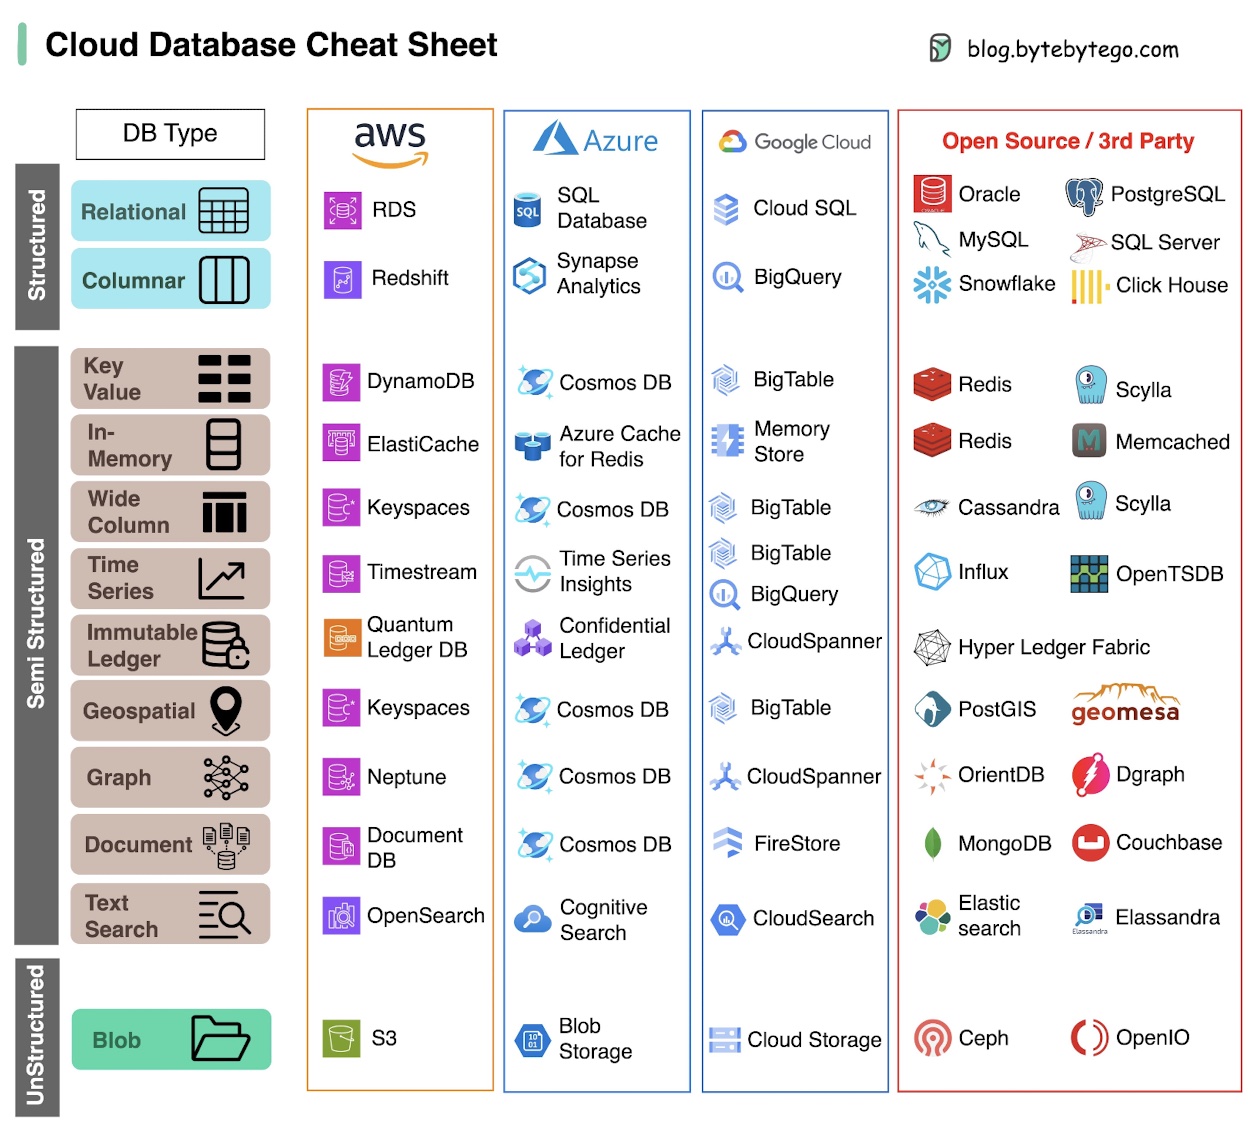 Cloud Database Cheat Sheet
blog.bytebytego.com
DB Type
aws
Azure
Google Cloud
Open Source / 3rd Party
Structured
Relational
RDS
SQL
SQL
Database
Cloud SQL
ORACLE
Oracle
PostgreSQL
MySQL
SQL Server
Columnar
Redshift
Synapse
Analytics
BigQuery
Snowflake
Click House
Semi Structured
Key
Value
DynamoDB
Cosmos DB
BigTable
Redis
Scylla
In-
Memory
ElastiCache
Azure Cache
for Redis
Memory
Store
Redis
M
Memcached
Wide
Column
Keyspaces
Cosmos DB
BigTable
Cassandra
Scylla
Time
Series
Timestream
Time Series
Insights
BigTable
BigQuery
Influx
OpenTSDB
Immutable
Ledger
Quantum
Ledger DB
Confidential
Ledger
CloudSpanner
Hyper Ledger Fabric
Geospatial
Keyspaces
Cosmos DB
BigTable
PostGIS
geomesa
Graph
Neptune
Cosmos DB
CloudSpanner
OrientDB
Dgraph
Document
Document
DB
Cosmos DB
FireStore
MongoDB
Couchbase
Text
Search
OpenSearch
Cognitive
Search
CloudSearch
Elastic
search
Elassandra
Elassandra
UnStructured
Blob
S3
10
01
Blob
Storage
Cloud Storage
Ceph
OpenIO